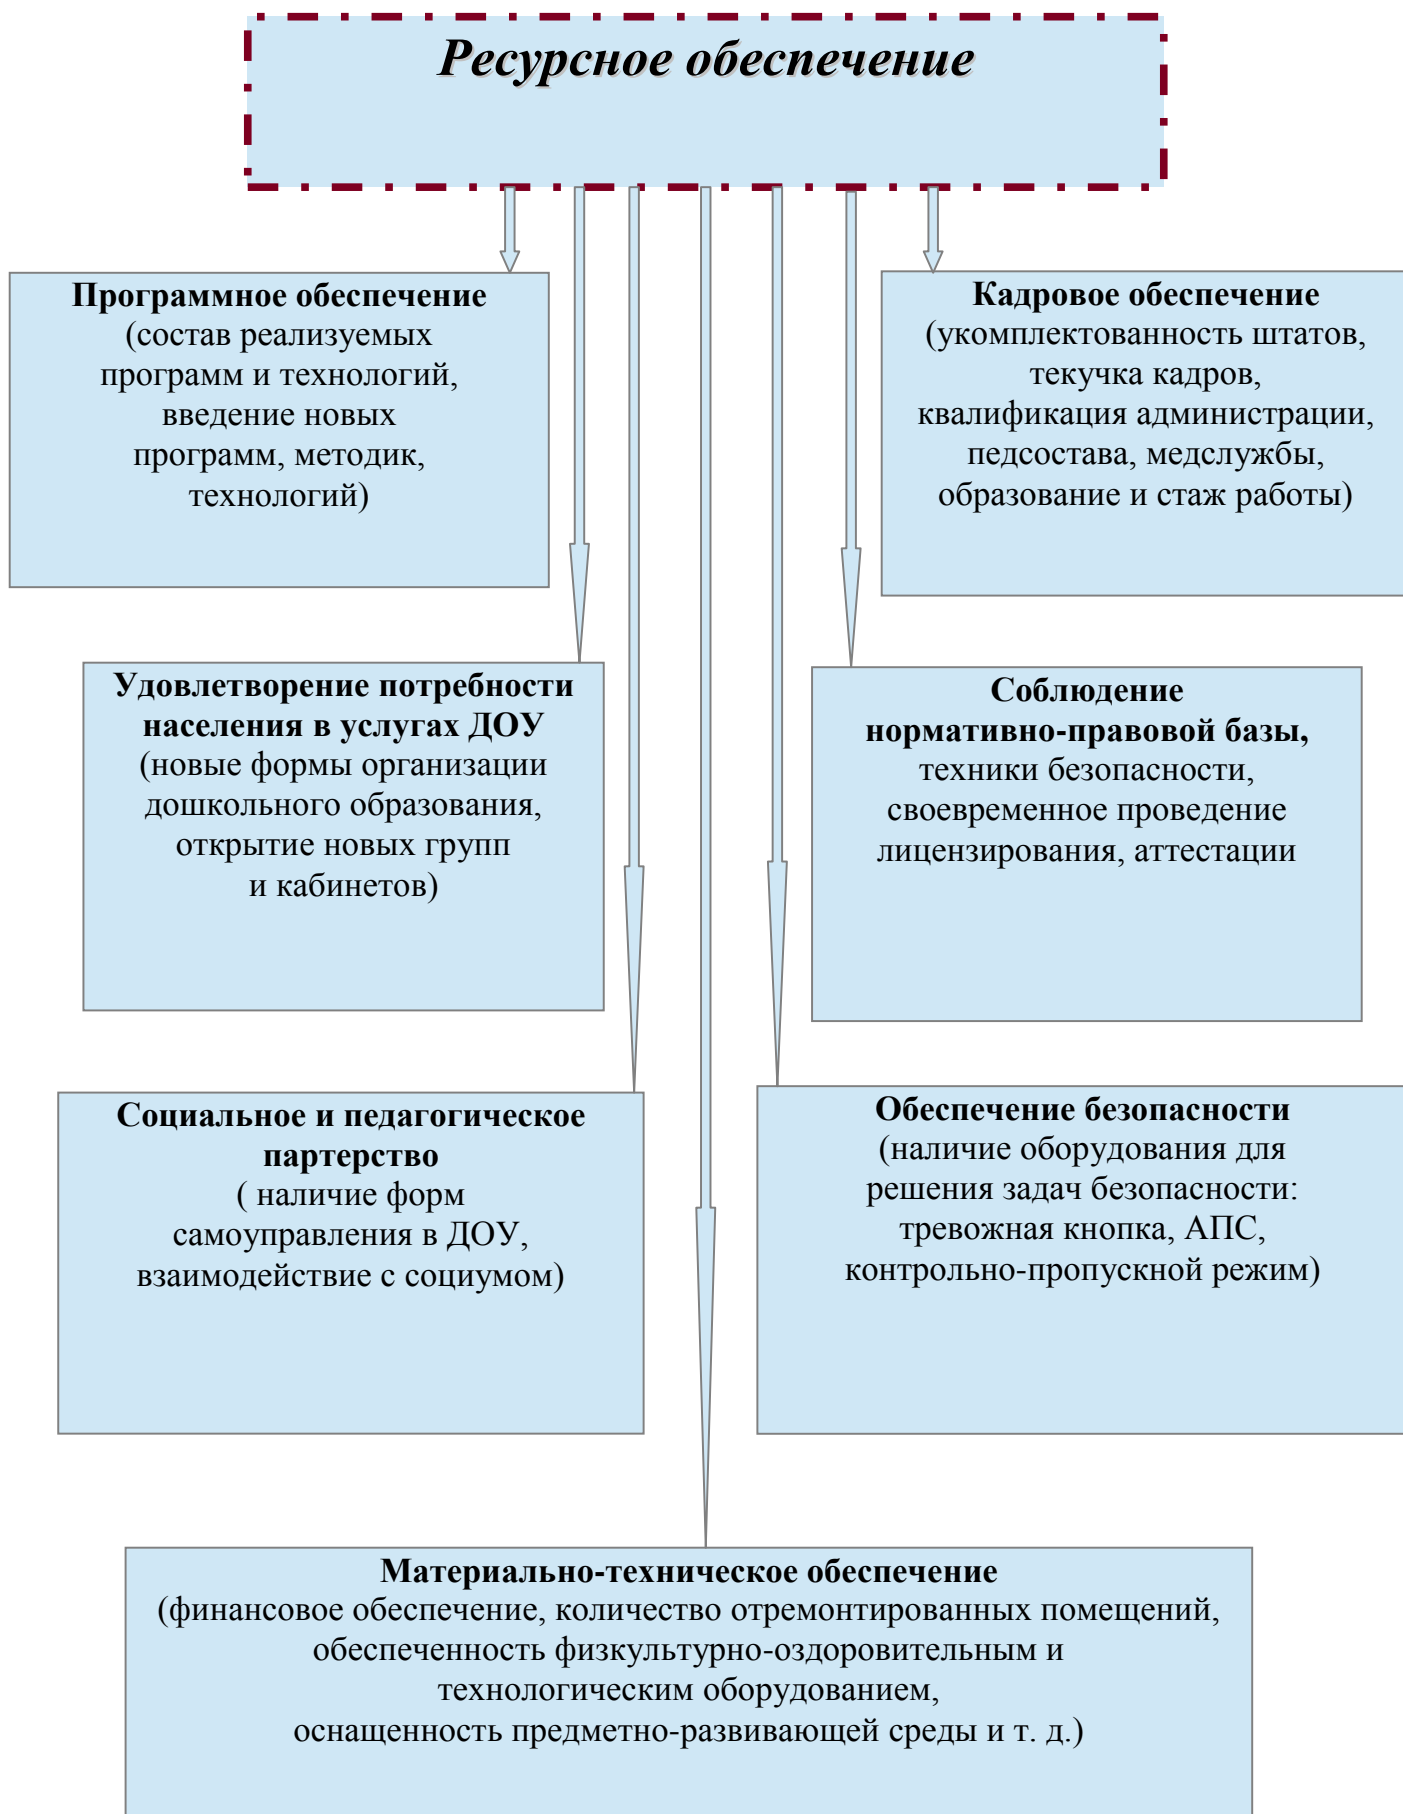 Ресурсное обеспечение
Программное обеспечение
(состав реализуемых
программ и технологий,
введение новых
программ, методик,
технологий)
Кадровое обеспечение
(укомплектованность штатов,
текучка кадров,
квалификация администрации,
педсостава, медслужбы,
образование и стаж работы)
Удовлетворение потребности
населения в услугах ДОУ
(новые формы организации
дошкольного образования,
открытие новых групп
и кабинетов)
Соблюдение
нормативно-правовой базы,
техники безопасности,
своевременное проведение
лицензирования, аттестации
Социальное и педагогическое
партерство
( наличие форм
самоуправления в ДОУ,
взаимодействие с социумом)
Обеспечение безопасности
(наличие оборудования для
решения задач безопасности:
тревожная кнопка, АПС,
контрольно-пропускной режим)
Материально-техническое обеспечение
(финансовое обеспечение, количество отремонтированных помещений,
обеспеченность физкультурно-оздоровительным и
технологическим оборудованием,
оснащенность предметно-развивающей среды и т. д.)